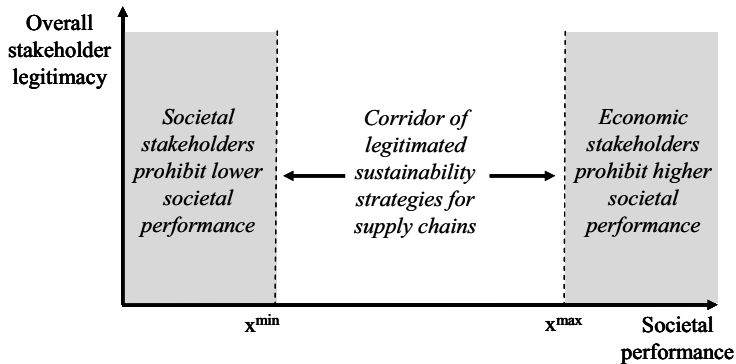 Overall
stakeholder
legitimacy
Societal
stakeholders
prohibit lower
societal
performance
Corridor of
legitimated
sustainability
strategies for
supply chains
Economic
stakeholders
prohibit higher
societal
performance
x^min
x^max
Societal
performance